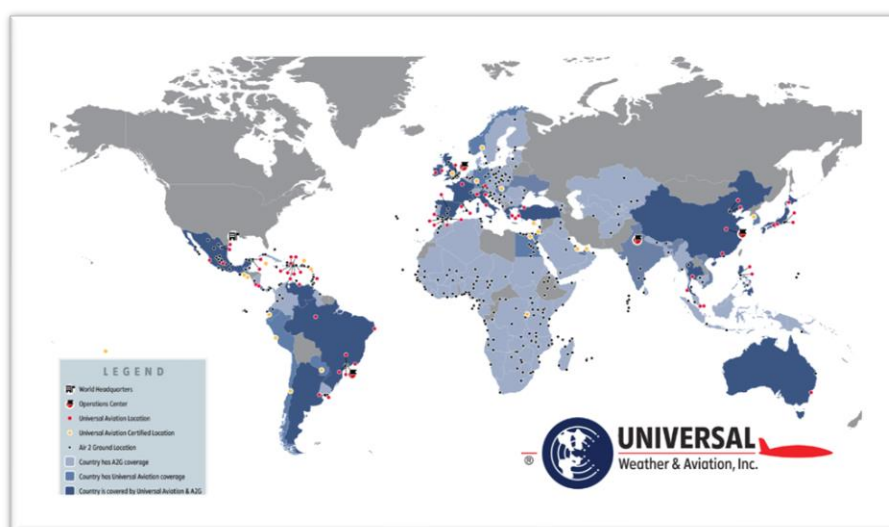 LEGEND
World Headquarters
Operations Center
Universal Aviation Location
Universal Aviation Certified Location
Air 2 Ground Location
Country has A2G coverage
Country has Universal Aviation coverage
Country is covered by Universal Aviation & A2G
® UNIVERSAL
Weather & Aviation, Inc.